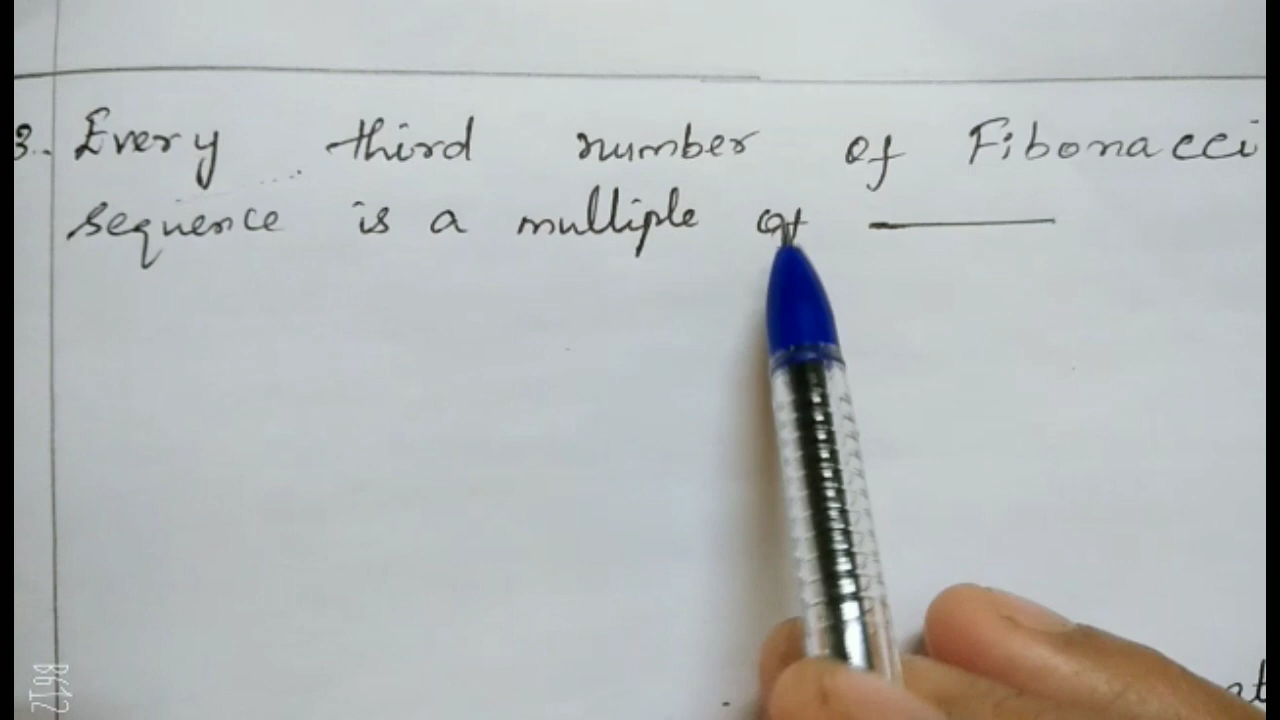 3. Every third number of Fibonacci
sequence is a multiple of ______